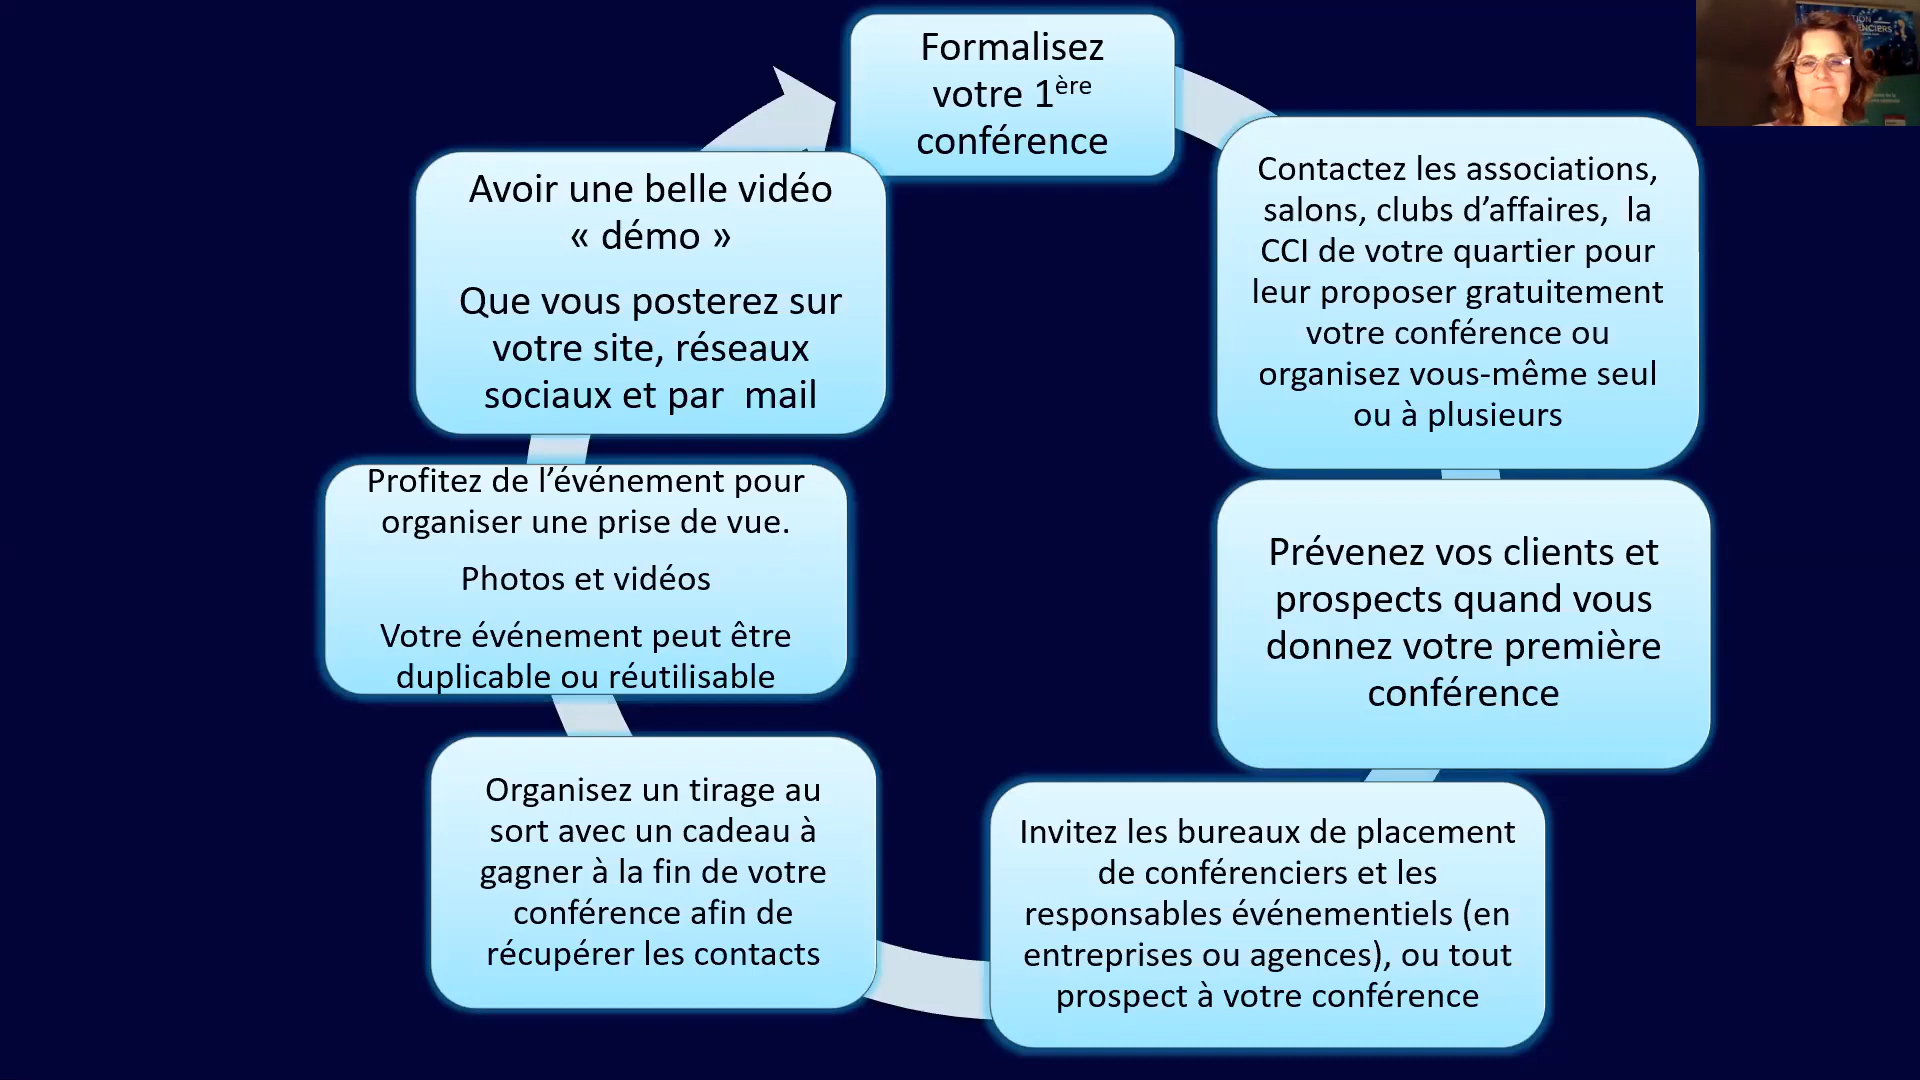 Formalisez
votre 1ère
conférence
Contactez les associations,
salons, clubs d’affaires,  la
CCI de votre quartier pour
leur proposer gratuitement
votre conférence ou
organisez vous-même seul
ou à plusieurs
Prévenez vos clients et
prospects quand vous
donnez votre première
conférence
Invitez les bureaux de placement
de conférenciers et les
responsables événementiels (en
entreprises ou agences), ou tout
prospect à votre conférence
Organisez un tirage au
sort avec un cadeau à
gagner à la fin de votre
conférence afin de
récupérer les contacts
Profitez de l’événement pour
organiser une prise de vue.
Photos et vidéos
Votre événement peut être
duplicable ou réutilisable
Avoir une belle vidéo
« démo »
Que vous posterez sur
votre site, réseaux
sociaux et par  mail